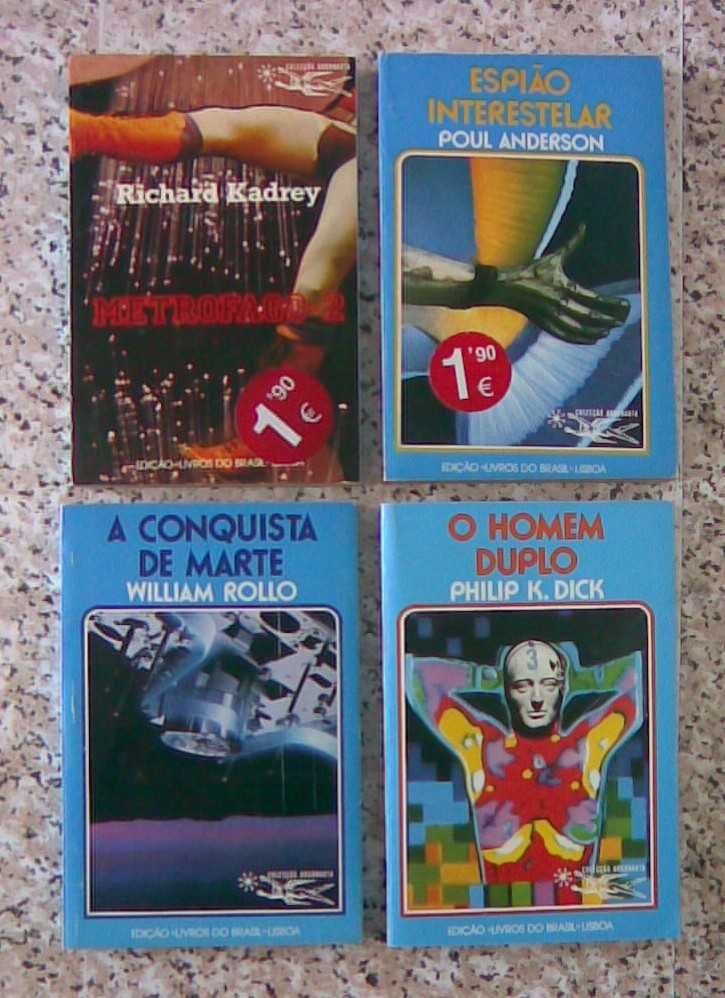 COLECÇÃO ARGONAUTA
Richard Kadrey
METROFAGO-2
1'90
€
EDIÇÃO «LIVROS DO BRASIL» LISBOA
ESPIÃO
INTERESTELAR
POUL ANDERSON
1'90
€
COLECÇÃO ARGONAUTA
EDIÇÃO «LIVROS DO BRASIL» LISBOA
A CONQUISTA
DE MARTE
WILLIAM ROLLO
COLECÇÃO ARGONAUTA
EDIÇÃO «LIVROS DO BRASIL» LISBOA
O HOMEM
DUPLO
PHILIP K. DICK
3
COLECÇÃO ARGONAUTA
EDIÇÃO «LIVROS DO BRASIL» LISBOA